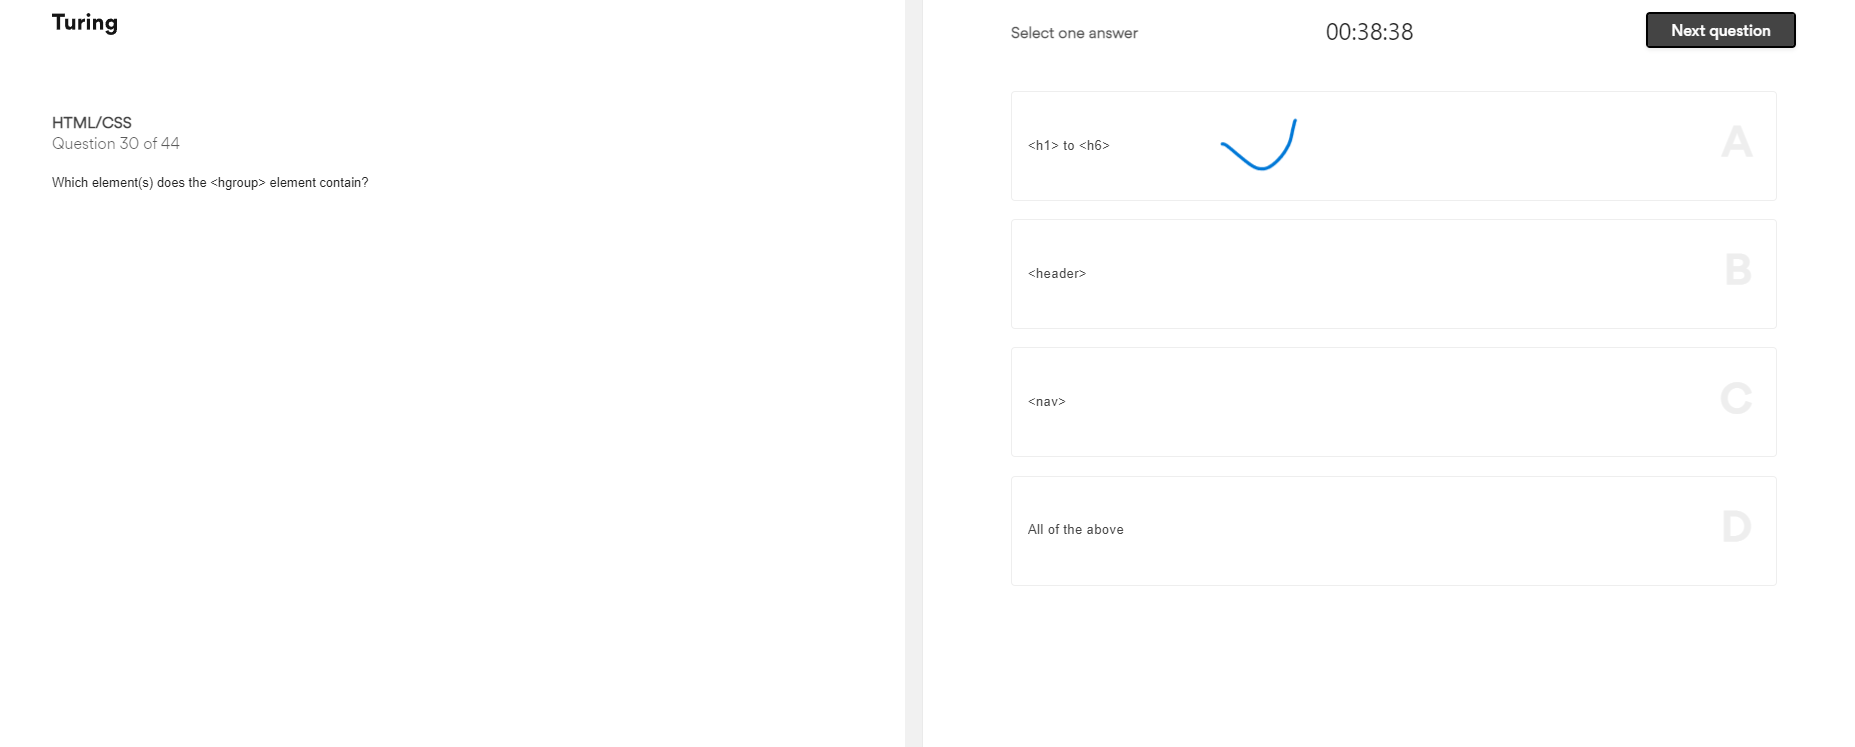 Turing
Select one answer
00:38:38
Next question
HTML/CSS
Question 30 of 44
Which element(s) does the <hgroup> element contain?
<h1> to <h6>
A
<header>
B
<nav>
C
All of the above
D